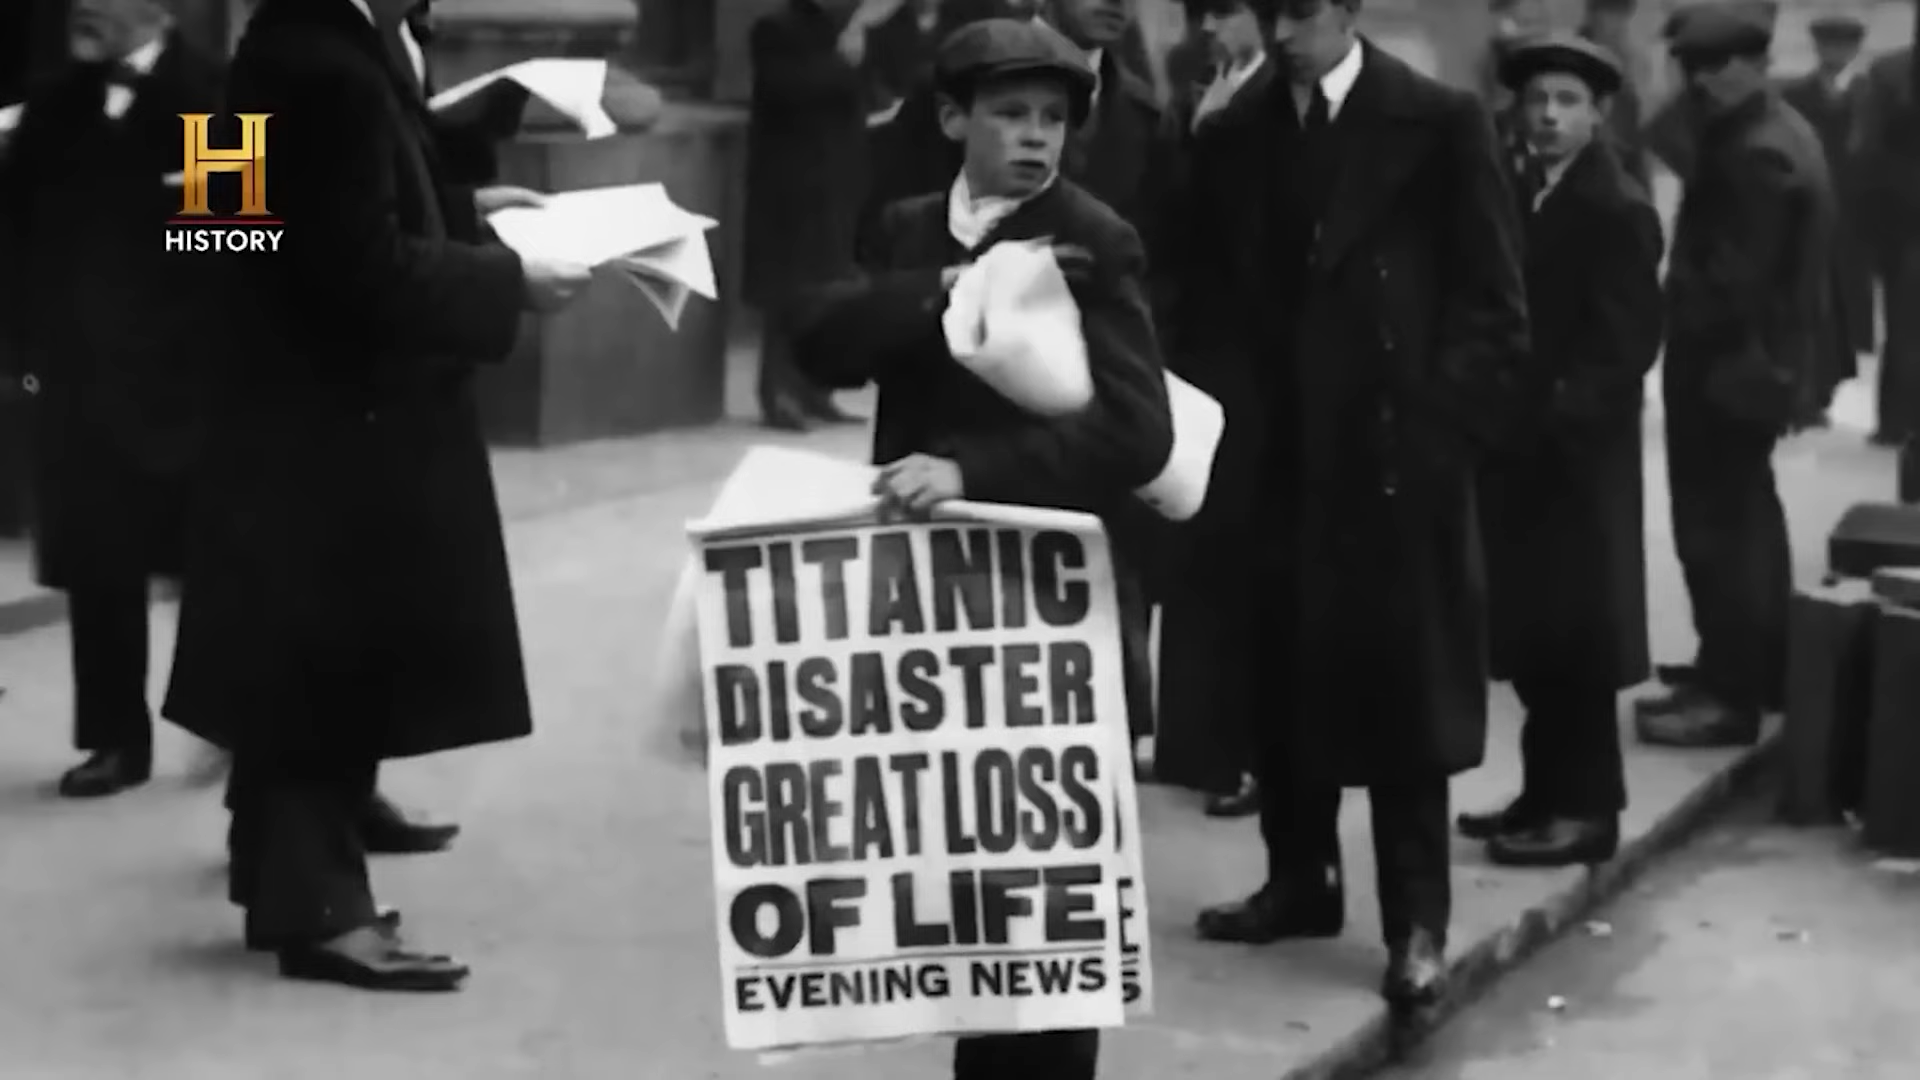 H
HISTORY
TITANIC
DISASTER
GREAT LOSS
OF LIFE
EVENING NEWS